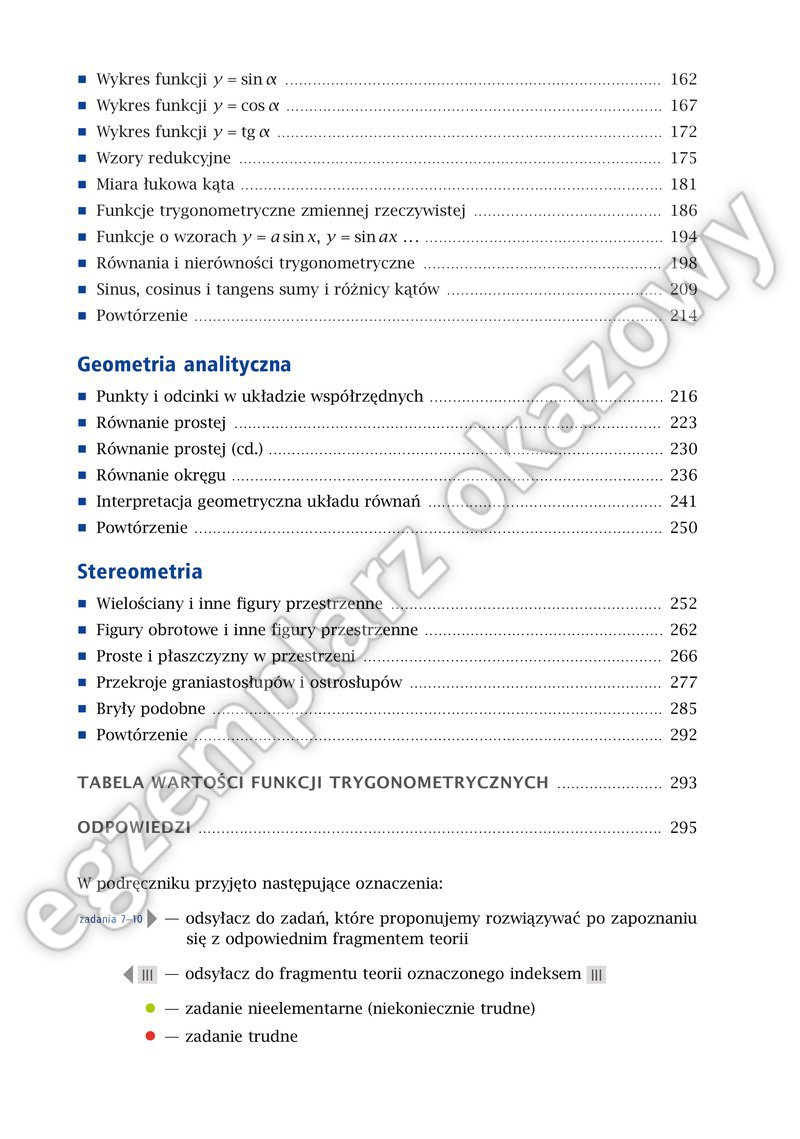 ■ Wykres funkcji y = sin α ........ 162
■ Wykres funkcji y = cos α ........ 167
■ Wykres funkcji y = tg α ........ 172
■ Wzory redukcyjne ........ 175
■ Miara łukowa kąta ........ 181
■ Funkcje trygonometryczne zmiennej rzeczywistej ........ 186
■ Funkcje o wzorach y = a sin x, y = sin ax … ........ 194
■ Równania i nierówności trygonometryczne ........ 198
■ Sinus, cosinus i tangens sumy i różnicy kątów ........ 209
■ Powtórzenie ........ 214
Geometria analityczna
■ Punkty i odcinki w układzie współrzędnych ........ 216
■ Równanie prostej ........ 223
■ Równanie prostej (cd.) ........ 230
■ Równanie okręgu ........ 236
■ Interpretacja geometryczna układu równań ........ 241
■ Powtórzenie ........ 250
Stereometria
■ Wielościany i inne figury przestrzenne ........ 252
■ Figury obrotowe i inne figury przestrzenne ........ 262
■ Proste i płaszczyzny w przestrzeni ........ 266
■ Przekroje graniastosłupów i ostrosłupów ........ 277
■ Bryły podobne ........ 285
■ Powtórzenie ........ 292
TABELA WARTOŚCI FUNKCJI TRYGONOMETRYCZNYCH ........ 293
ODPOWIEDZI ........ 295
W podręczniku przyjęto następujące oznaczenia:
zadania 7–10 — odsyłacz do zadań, które proponujemy rozwiązywać po zapoznaniu
się z odpowiednim fragmentem teorii
III — odsyłacz do fragmentu teorii oznaczonego indeksem III
— zadanie nieelementarne (niekoniecznie trudne)
— zadanie trudne
egzemplarz okazowy